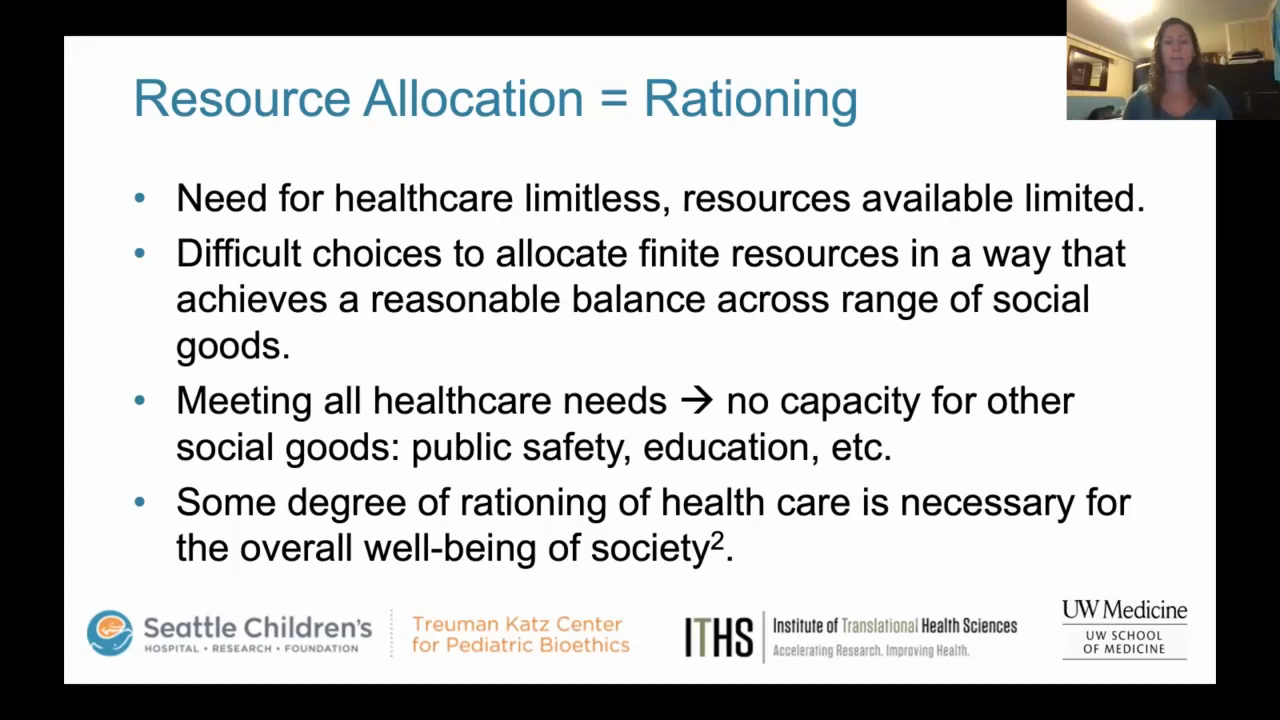 Resource Allocation = Rationing
• Need for healthcare limitless, resources available limited.
• Difficult choices to allocate finite resources in a way that
achieves a reasonable balance across range of social
goods.
• Meeting all healthcare needs → no capacity for other
social goods: public safety, education, etc.
• Some degree of rationing of health care is necessary for
the overall well-being of society².
Seattle Children's
HOSPITAL • RESEARCH • FOUNDATION
Treuman Katz Center
for Pediatric Bioethics
ITHS
Institute of Translational Health Sciences
Accelerating Research. Improving Health.
UW Medicine
UW SCHOOL
OF MEDICINE